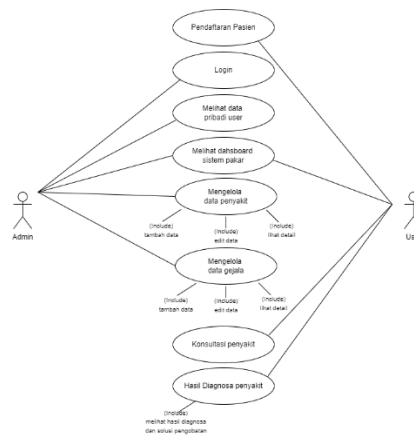 Pendaftaran Pasien
Login
Melihat data
pribadi user
Melihat dahsboard
sistem pakar
Mengelola
data penyakit
(Include)
tambah data
(Include)
edit data
(Include)
lihat detail
Admin
Us
Mengelola
data gejala
(Include)
tambah data
(Include)
edit data
(Include)
lihat detail
Konsultasi penyakit
Hasil Diagnosa penyakit
(Include)
melihat hasil diagnosa
dan solusi pengobatan